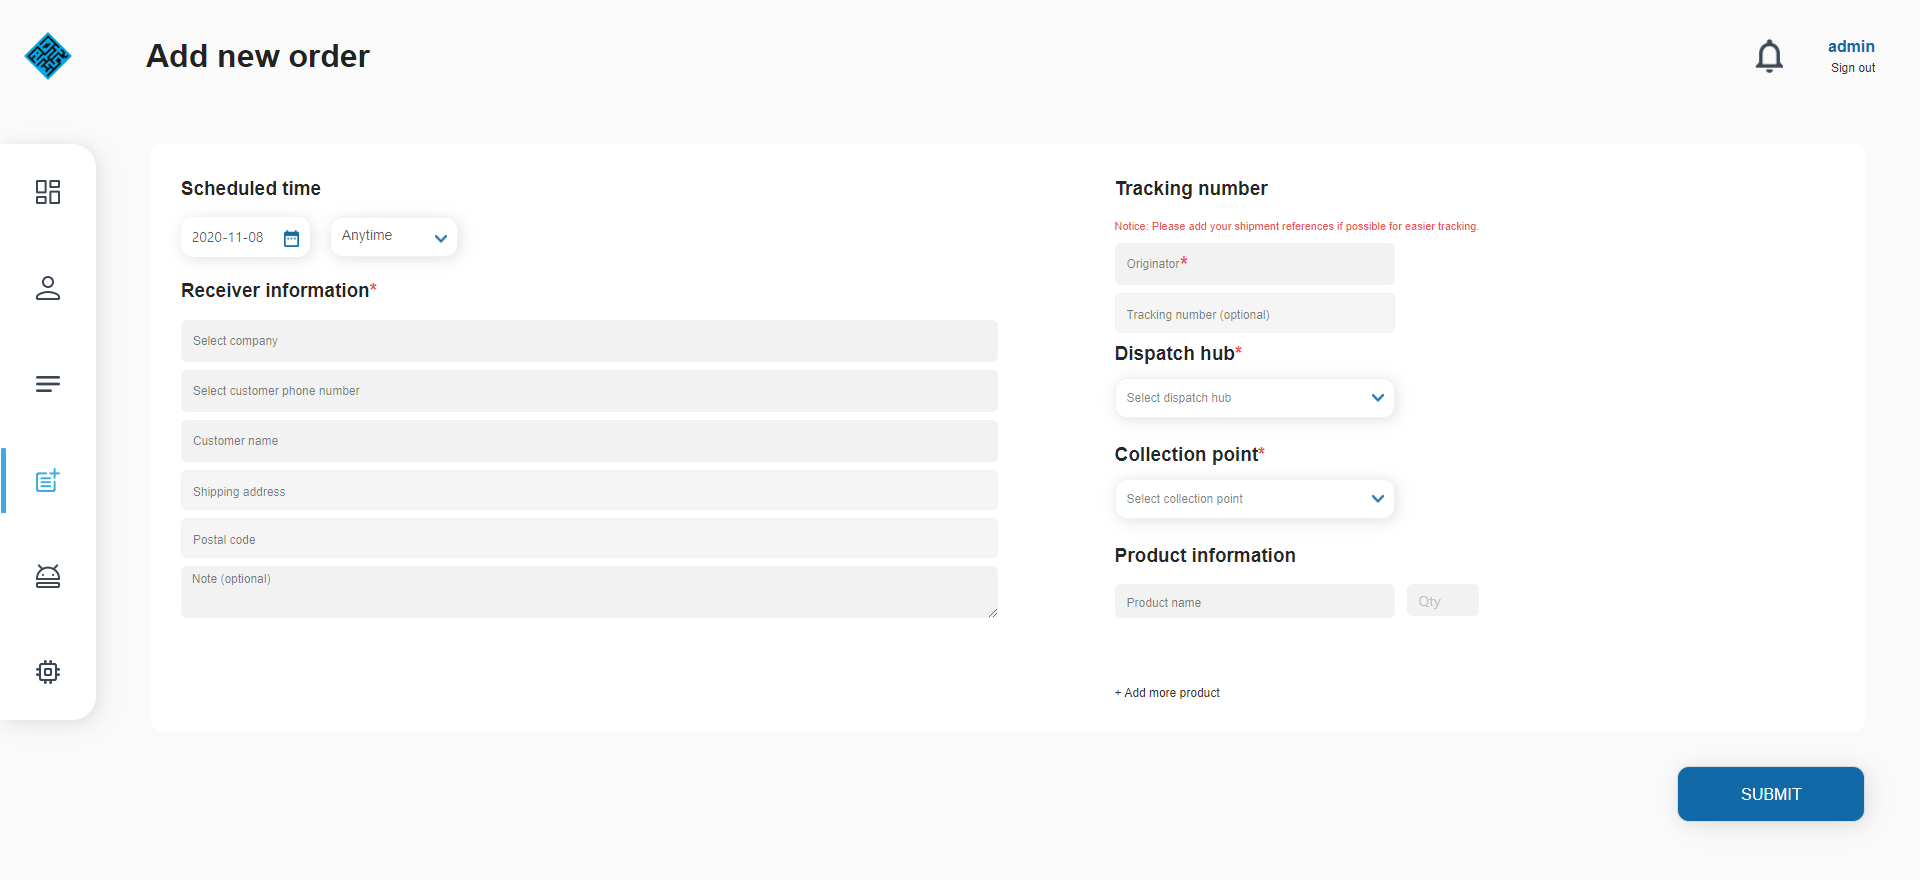 Add new order
admin
Sign out
Scheduled time
2020-11-08
Anytime
Receiver information*
Select company
Select customer phone number
Customer name
Shipping address
Postal code
Note (optional)
Tracking number
Notice: Please add your shipment references if possible for easier tracking.
Originator*
Tracking number (optional)
Dispatch hub*
Select dispatch hub
Collection point*
Select collection point
Product information
Product name
Qty
+ Add more product
SUBMIT